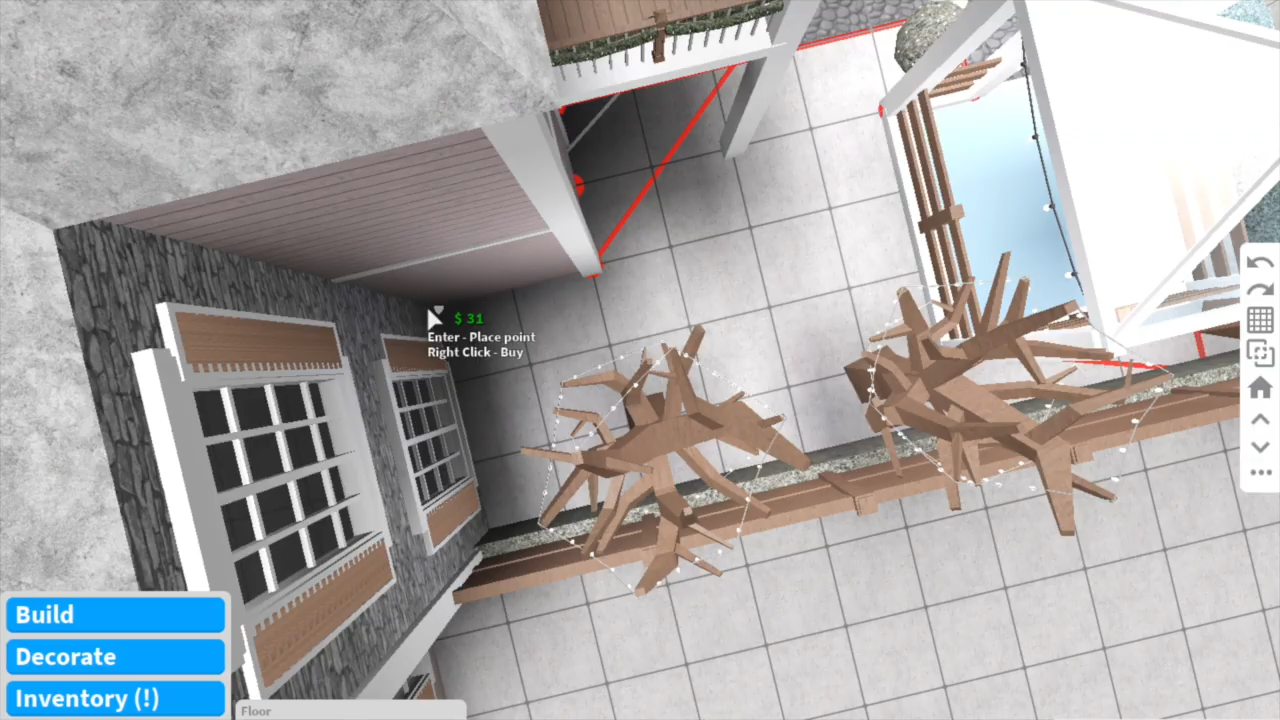 $ 31
Enter - Place point
Right Click - Buy
Build
Decorate
Inventory (!)
Floor